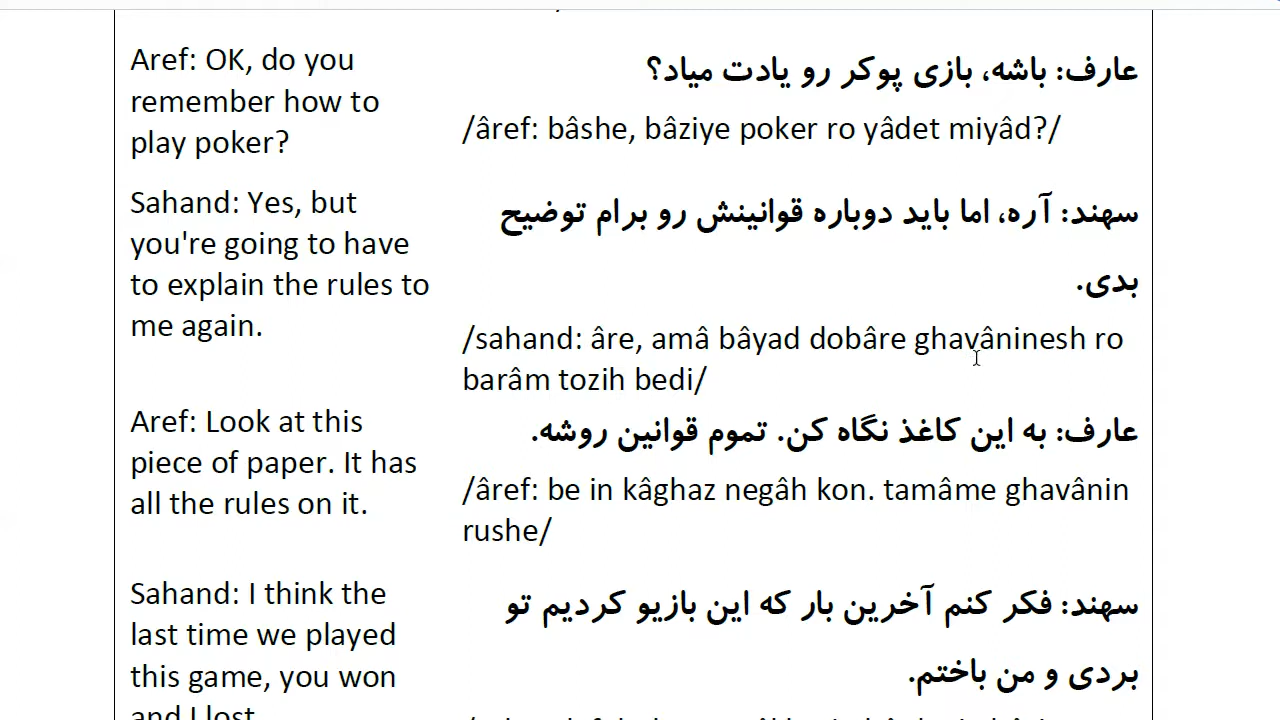 Aref: OK, do you
remember how to
play poker?
عارف: باشه، بازی پوکر رو یادت میاد؟
/âref: bâshe, bâziye poker ro yâdet miyâd?/
Sahand: Yes, but
you're going to have
to explain the rules to
me again.
سهند: آره، اما باید دوباره قوانینش رو برام توضیح
بدی.
/sahand: âre, amâ bâyad dobâre ghavâninesh ro
barâm tozih bedi/
Aref: Look at this
piece of paper. It has
all the rules on it.
عارف: به این کاغذ نگاه کن. تموم قوانین روشه.
/âref: be in kâghaz negâh kon. tamâme ghavânin
rushe/
Sahand: I think the
last time we played
this game, you won
and I lost.
سهند: فکر کنم آخرین بار که این بازیو کردیم تو
بردی و من باختم.